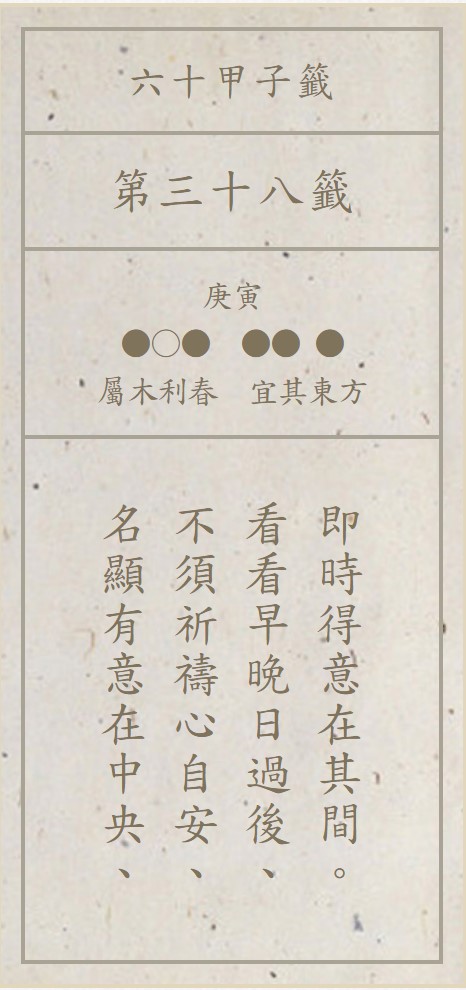 六十甲子籤
第三十八籤
庚寅
●○● ●● ●
屬木利春 宜其東方
名顯有意在中央、
不須祈禱心自安、
看看早晚日過後、
即時得意在其間。